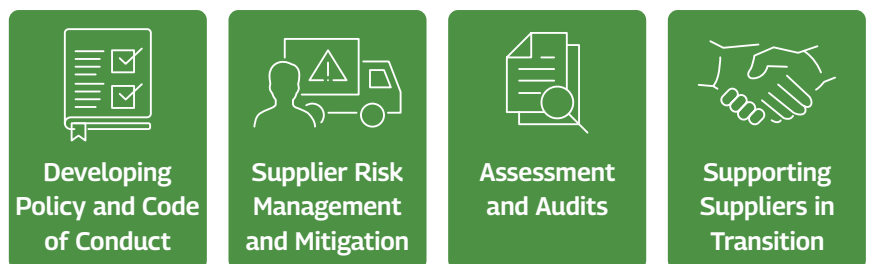 Developing
Policy and Code
of Conduct
Supplier Risk
Management
and Mitigation
Assessment
and Audits
Supporting
Suppliers in
Transition